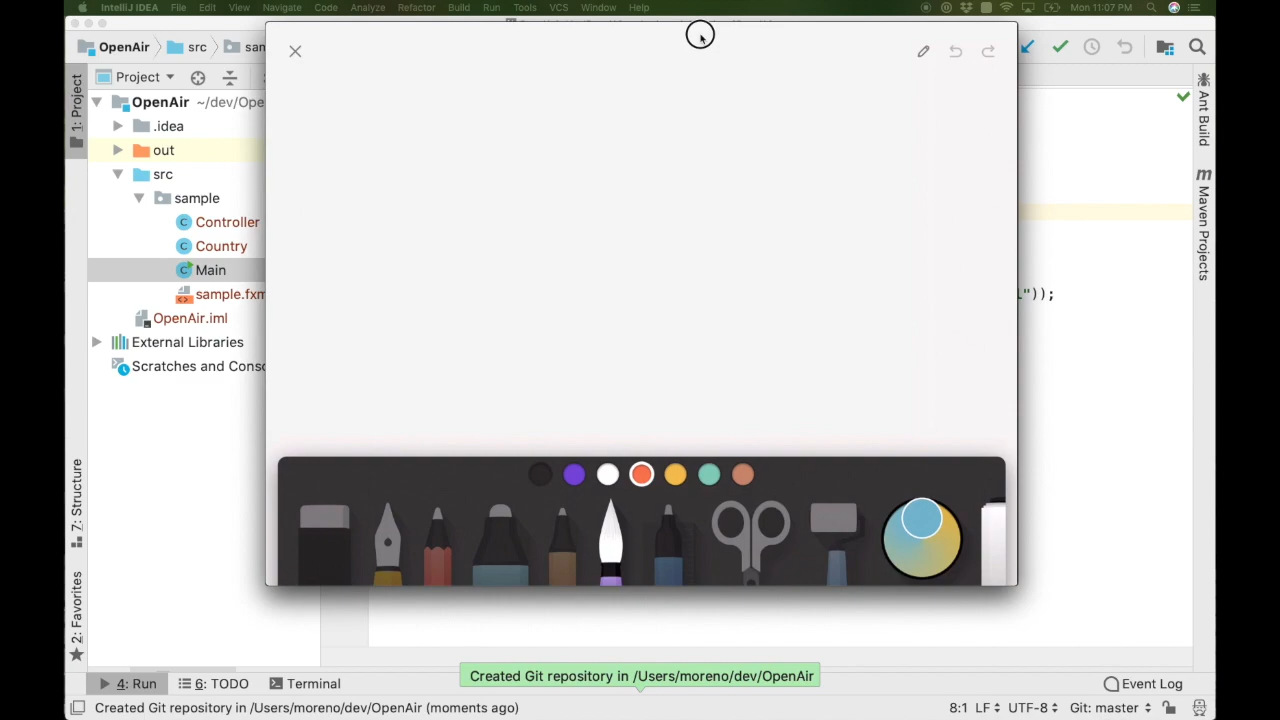 IntelliJ IDEA File Edit View Navigate Code Analyze Refactor Build Run Tools VCS Window Help Mon 11:07 PM
OpenAir src sam
Project
OpenAir ~/dev/Ope
.idea
out
src
sample
Controller
Country
Main
sample.fxm
OpenAir.iml
External Libraries
Scratches and Conso
1: Project
7: Structure
2: Favorites
"));
Ant Build
m Maven Projects
Created Git repository in /Users/moreno/dev/OpenAir
4: Run 6: TODO Terminal Event Log
Created Git repository in /Users/moreno/dev/OpenAir (moments ago) 8:1 LF UTF-8 Git: master